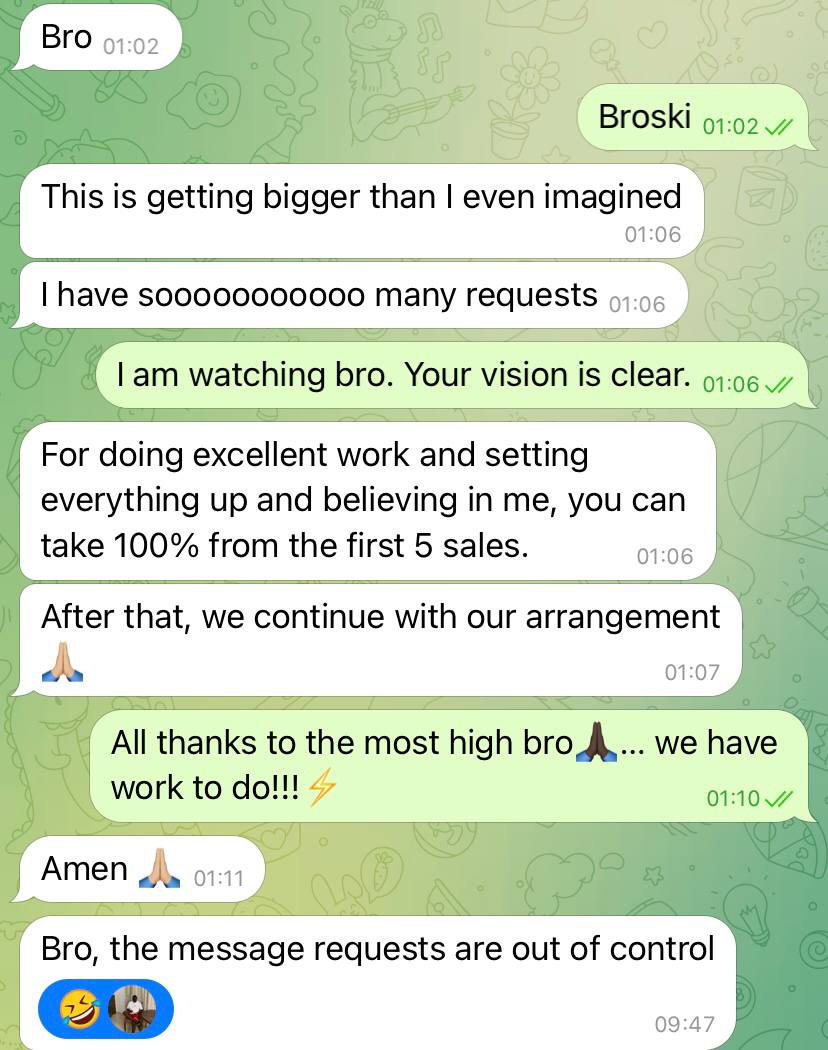 Bro 01:02
Broski 01:02
This is getting bigger than I even imagined
01:06
I have sooooooooooo many requests 01:06
I am watching bro. Your vision is clear. 01:06
For doing excellent work and setting
everything up and believing in me, you can
take 100% from the first 5 sales. 01:06
After that, we continue with our arrangement
🙏🏼 01:07
All thanks to the most high bro🙏🏿... we have
work to do!!!⚡ 01:10
Amen 🙏🏼 01:11
Bro, the message requests are out of control
🤣 09:47